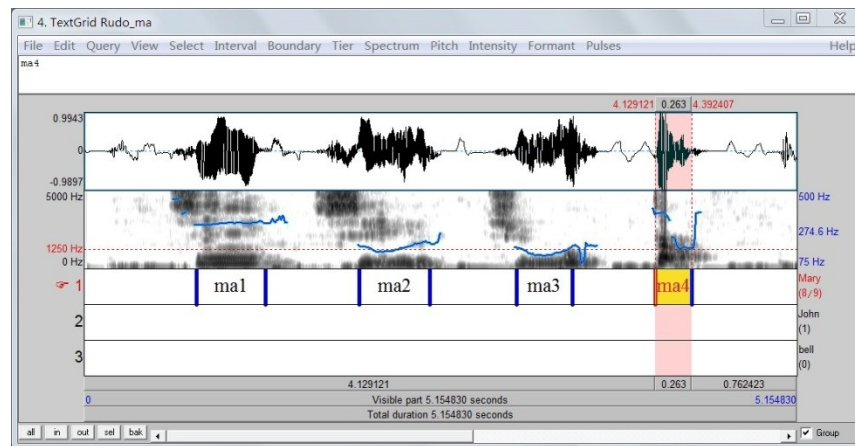 4. TextGrid Rudo_ma
File Edit Query View Select Interval Boundary Tier Spectrum Pitch Intensity Formant Pulses Help
ma4
4.129121 0.263 4.392407
0.9943
0
-0.9897
5000 Hz 500 Hz
1250 Hz 274.6 Hz
0 Hz 75 Hz
1 ma1 ma2 ma3 ma4 Mary
(8/9)
2 John
(1)
3 bell
(0)
4.129121 0.263 0.762423
0 Visible part 5.154830 seconds 5.154830
Total duration 5.154830 seconds
all in out sel bak Group